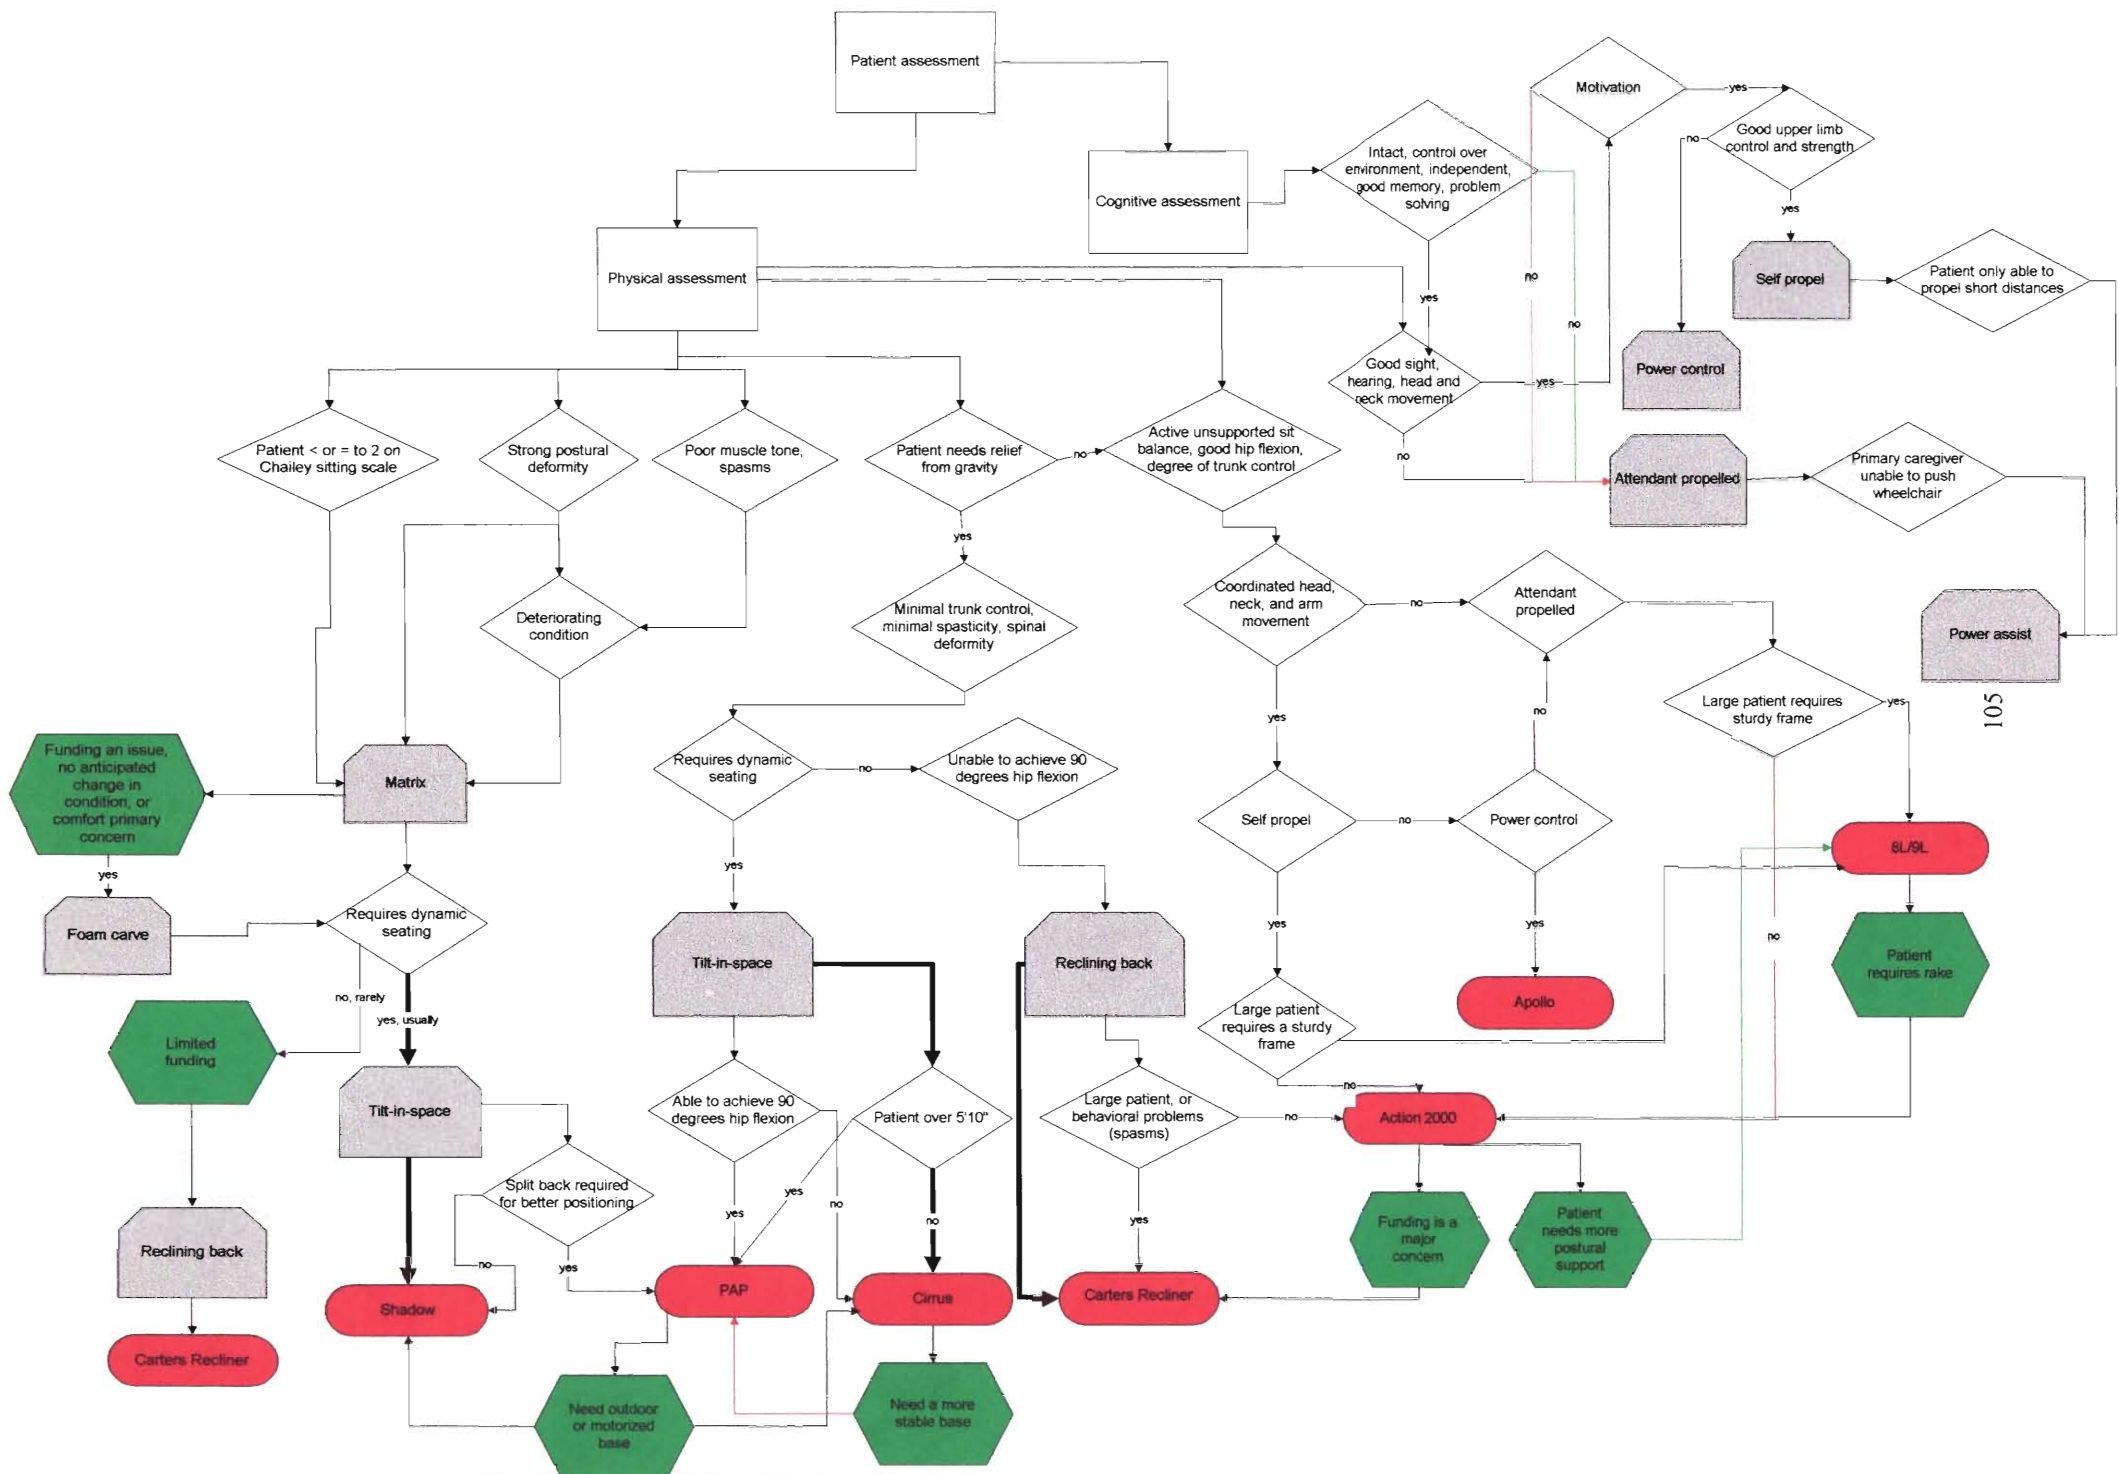 Patient assessment
Motivation
yes
Good upper limb
control and strength
no
yes
Intact, control over
environment, independent,
good memory, problem
solving
Cognitive assessment
Physical assessment
yes
no
no
Self propel
Patient only able to
propel short distances
Good sight,
hearing, head and
neck movement
yes
no
Power control
Attendant propelled
Primary caregiver
unable to push
wheelchair
Power assist
105
Patient < or = to 2 on
Chailey sitting scale
Strong postural
deformity
Poor muscle tone,
spasms
Patient needs relief
from gravity
no
yes
Active unsupported sit
balance, good hip flexion,
degree of trunk control
Deteriorating
condition
Minimal trunk control,
minimal spasticity, spinal
deformity
Coordinated head,
neck, and arm
movement
no
yes
Attendant
propelled
no
Large patient requires
sturdy frame
yes
no
Funding an issue,
no anticipated
change in
condition, or
comfort primary
concern
yes
Matrix
Requires dynamic
seating
no
yes
Unable to achieve 90
degrees hip flexion
Self propel
no
yes
Power control
yes
8L/9L
Foam carve
Requires dynamic
seating
no, rarely
yes, usually
Tilt-in-space
Reclining back
Apollo
Patient
requires rake
Limited
funding
Large patient
requires a sturdy
frame
no
Tilt-in-space
Able to achieve 90
degrees hip flexion
yes
no
Patient over 5'10"
yes
no
Large patient, or
behavioral problems
(spasms)
no
yes
Action 2000
Split back required
for better positioning
no
yes
Reclining back
Funding is a
major
concern
Patient
needs more
postural
support
Shadow
PAP
Cirrus
Carters Recliner
Carters Recliner
Need outdoor
or motorized
base
Need a more
stable base